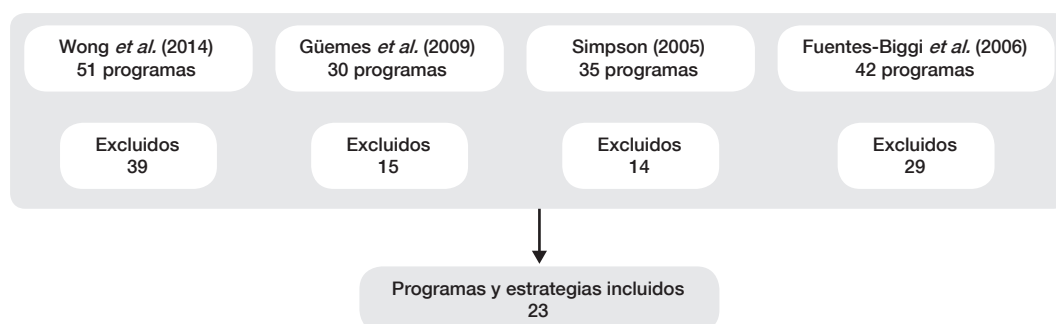 Wong et al. (2014)
51 programas
Güemes et al. (2009)
30 programas
Simpson (2005)
35 programas
Fuentes-Biggi et al. (2006)
42 programas
Excluidos
39
Excluidos
15
Excluidos
14
Excluidos
29
Programas y estrategias incluidos
23